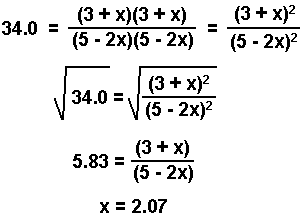 34.0 = (3 + x)(3 + x) / (5 - 2x)(5 - 2x) = (3 + x)² / (5 - 2x)²
√34.0 = √(3 + x)² / (5 - 2x)²
5.83 = (3 + x) / (5 - 2x)
x = 2.07